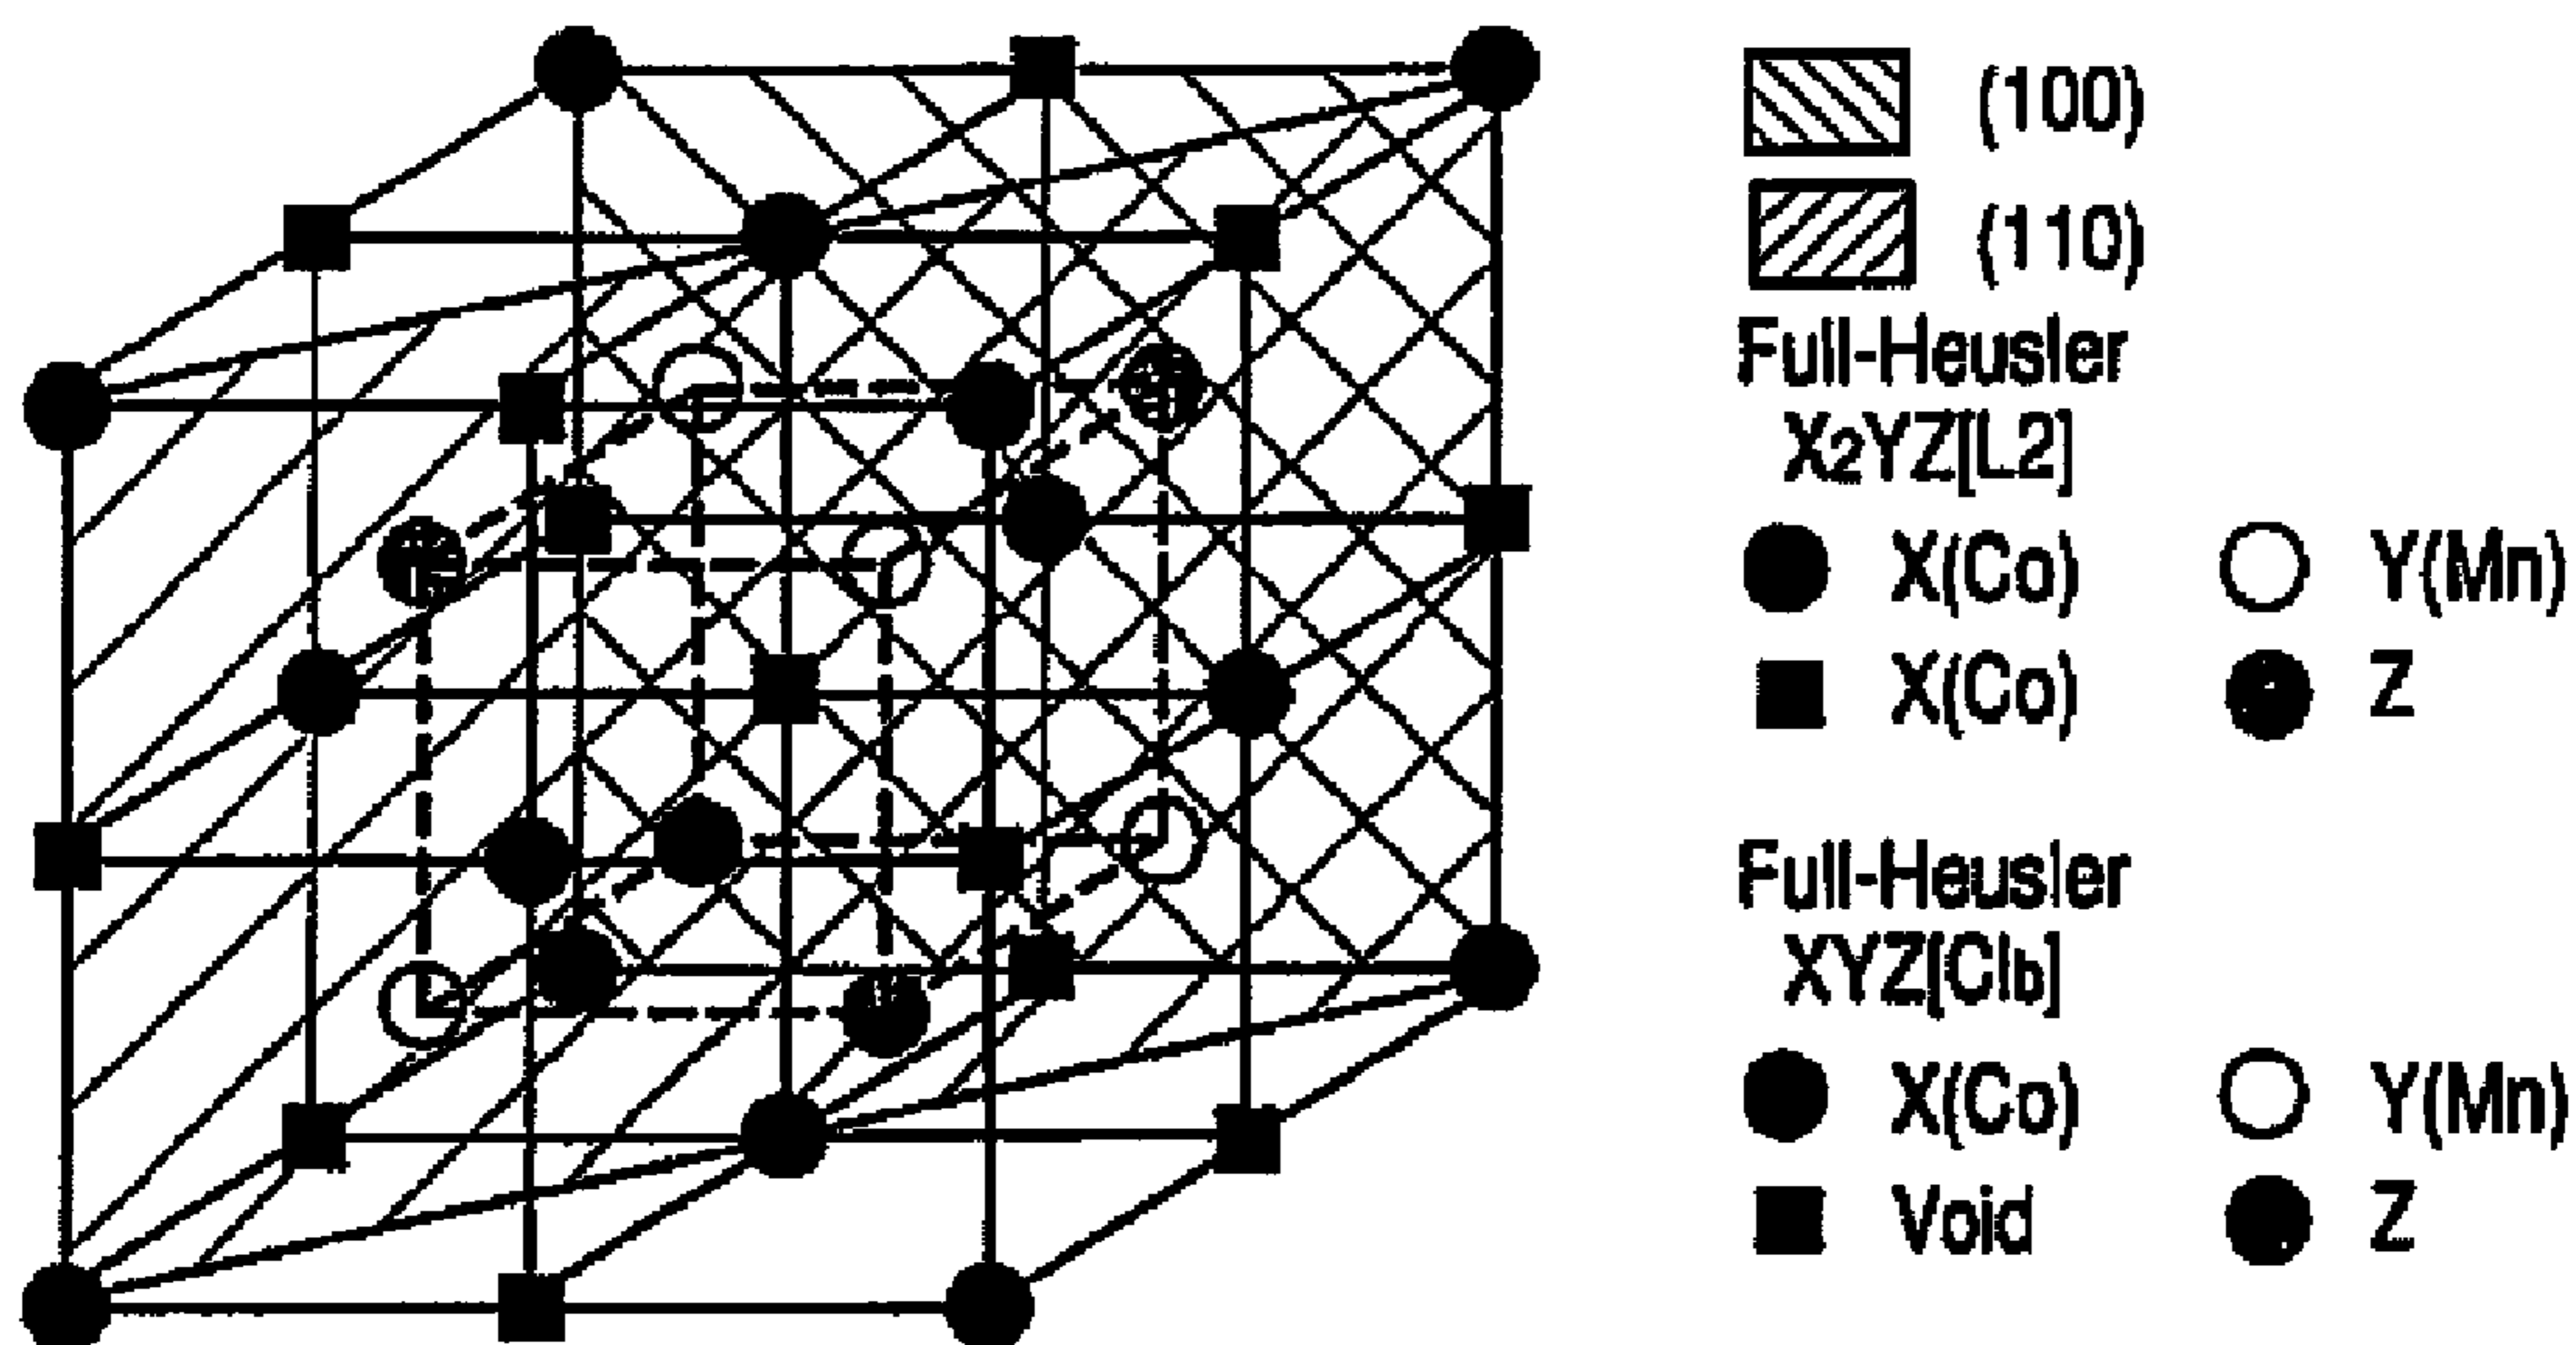 (100)
(110)
Full-Heusler
X2YZ[L2]
X(Co) Y(Mn)
X(Co) Z
Full-Heusler
XYZ[Clb]
X(Co) Y(Mn)
Void Z